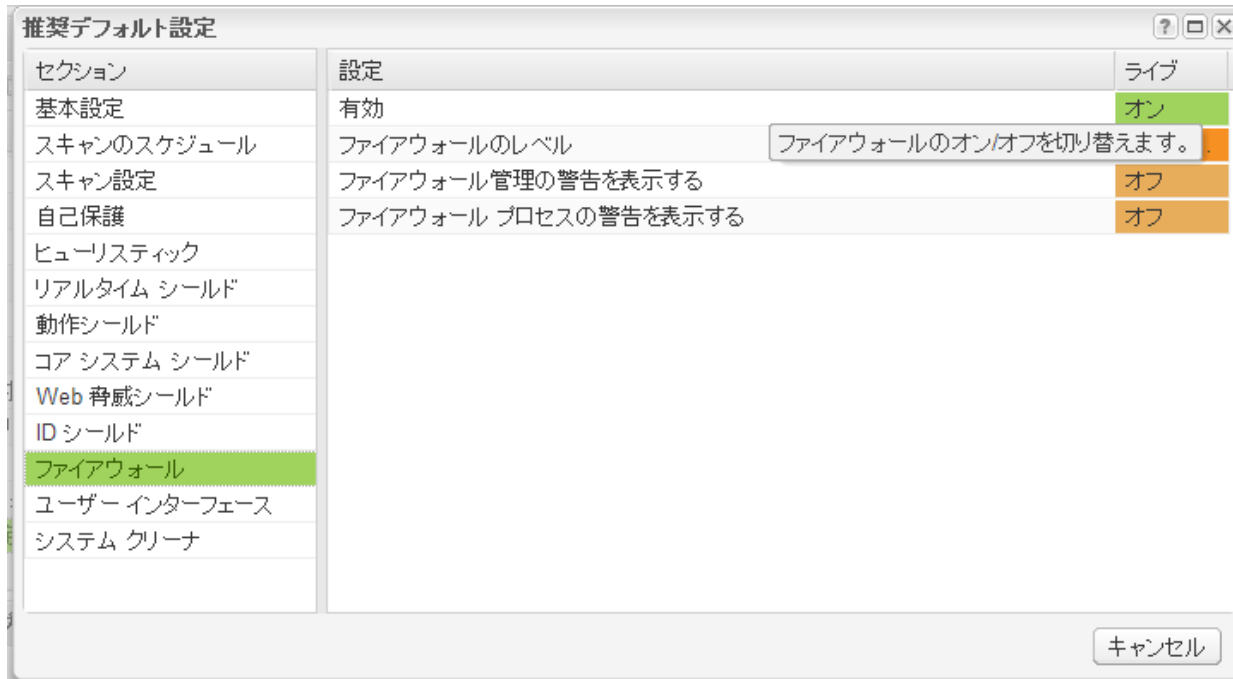 推奨デフォルト設定
セクション
設定
ライブ
基本設定
有効
オン
スキャンのスケジュール
ファイアウォールのレベル
ファイアウォールのオン/オフを切り替えます。
スキャン設定
ファイアウォール管理の警告を表示する
オフ
自己保護
ファイアウォール プロセスの警告を表示する
オフ
ヒューリスティック
リアルタイム シールド
動作シールド
コア システム シールド
Web 脅威シールド
ID シールド
ファイアウォール
ユーザー インターフェース
システム クリーナ
キャンセル